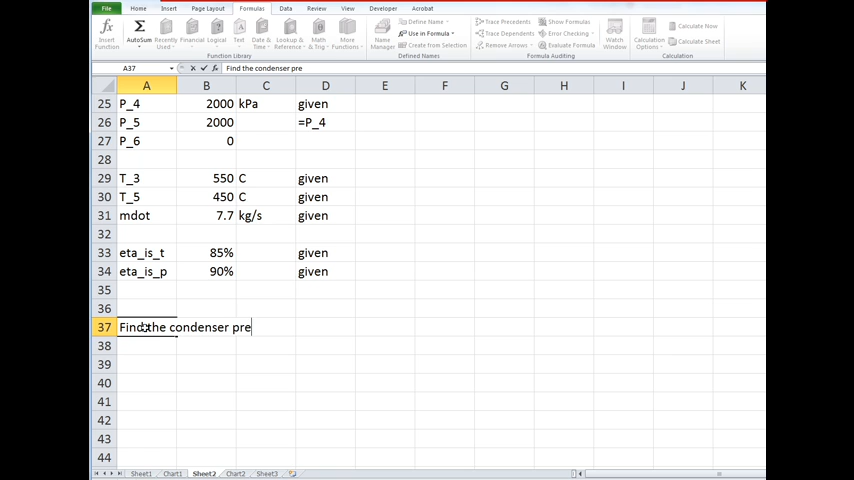 File Home Insert Page Layout Formulas Data Review View Developer Acrobat
fx Insert Function
Σ AutoSum
Recently Used
Financial
Logical
Text
Date & Time
Lookup & Reference
Math & Trig
More Functions
Function Library
Name Manager
Define Name
Use in Formula
Create from Selection
Defined Names
Trace Precedents
Trace Dependents
Remove Arrows
Show Formulas
Error Checking
Evaluate Formula
Formula Auditing
Watch Window
Calculation Options
Calculate Now
Calculate Sheet
Calculation
A37 fx Find the condenser pre
A B C D E F G H I J K
25 P_4 2000 kPa given
26 P_5 2000 =P_4
27 P_6 0
28
29 T_3 550 C given
30 T_5 450 C given
31 mdot 7.7 kg/s given
32
33 eta_is_t 85% given
34 eta_is_p 90% given
35
36
37 Find the condenser pre
38
39
40
41
42
43
44
Sheet1 Chart1 Sheet2 Chart2 Sheet3